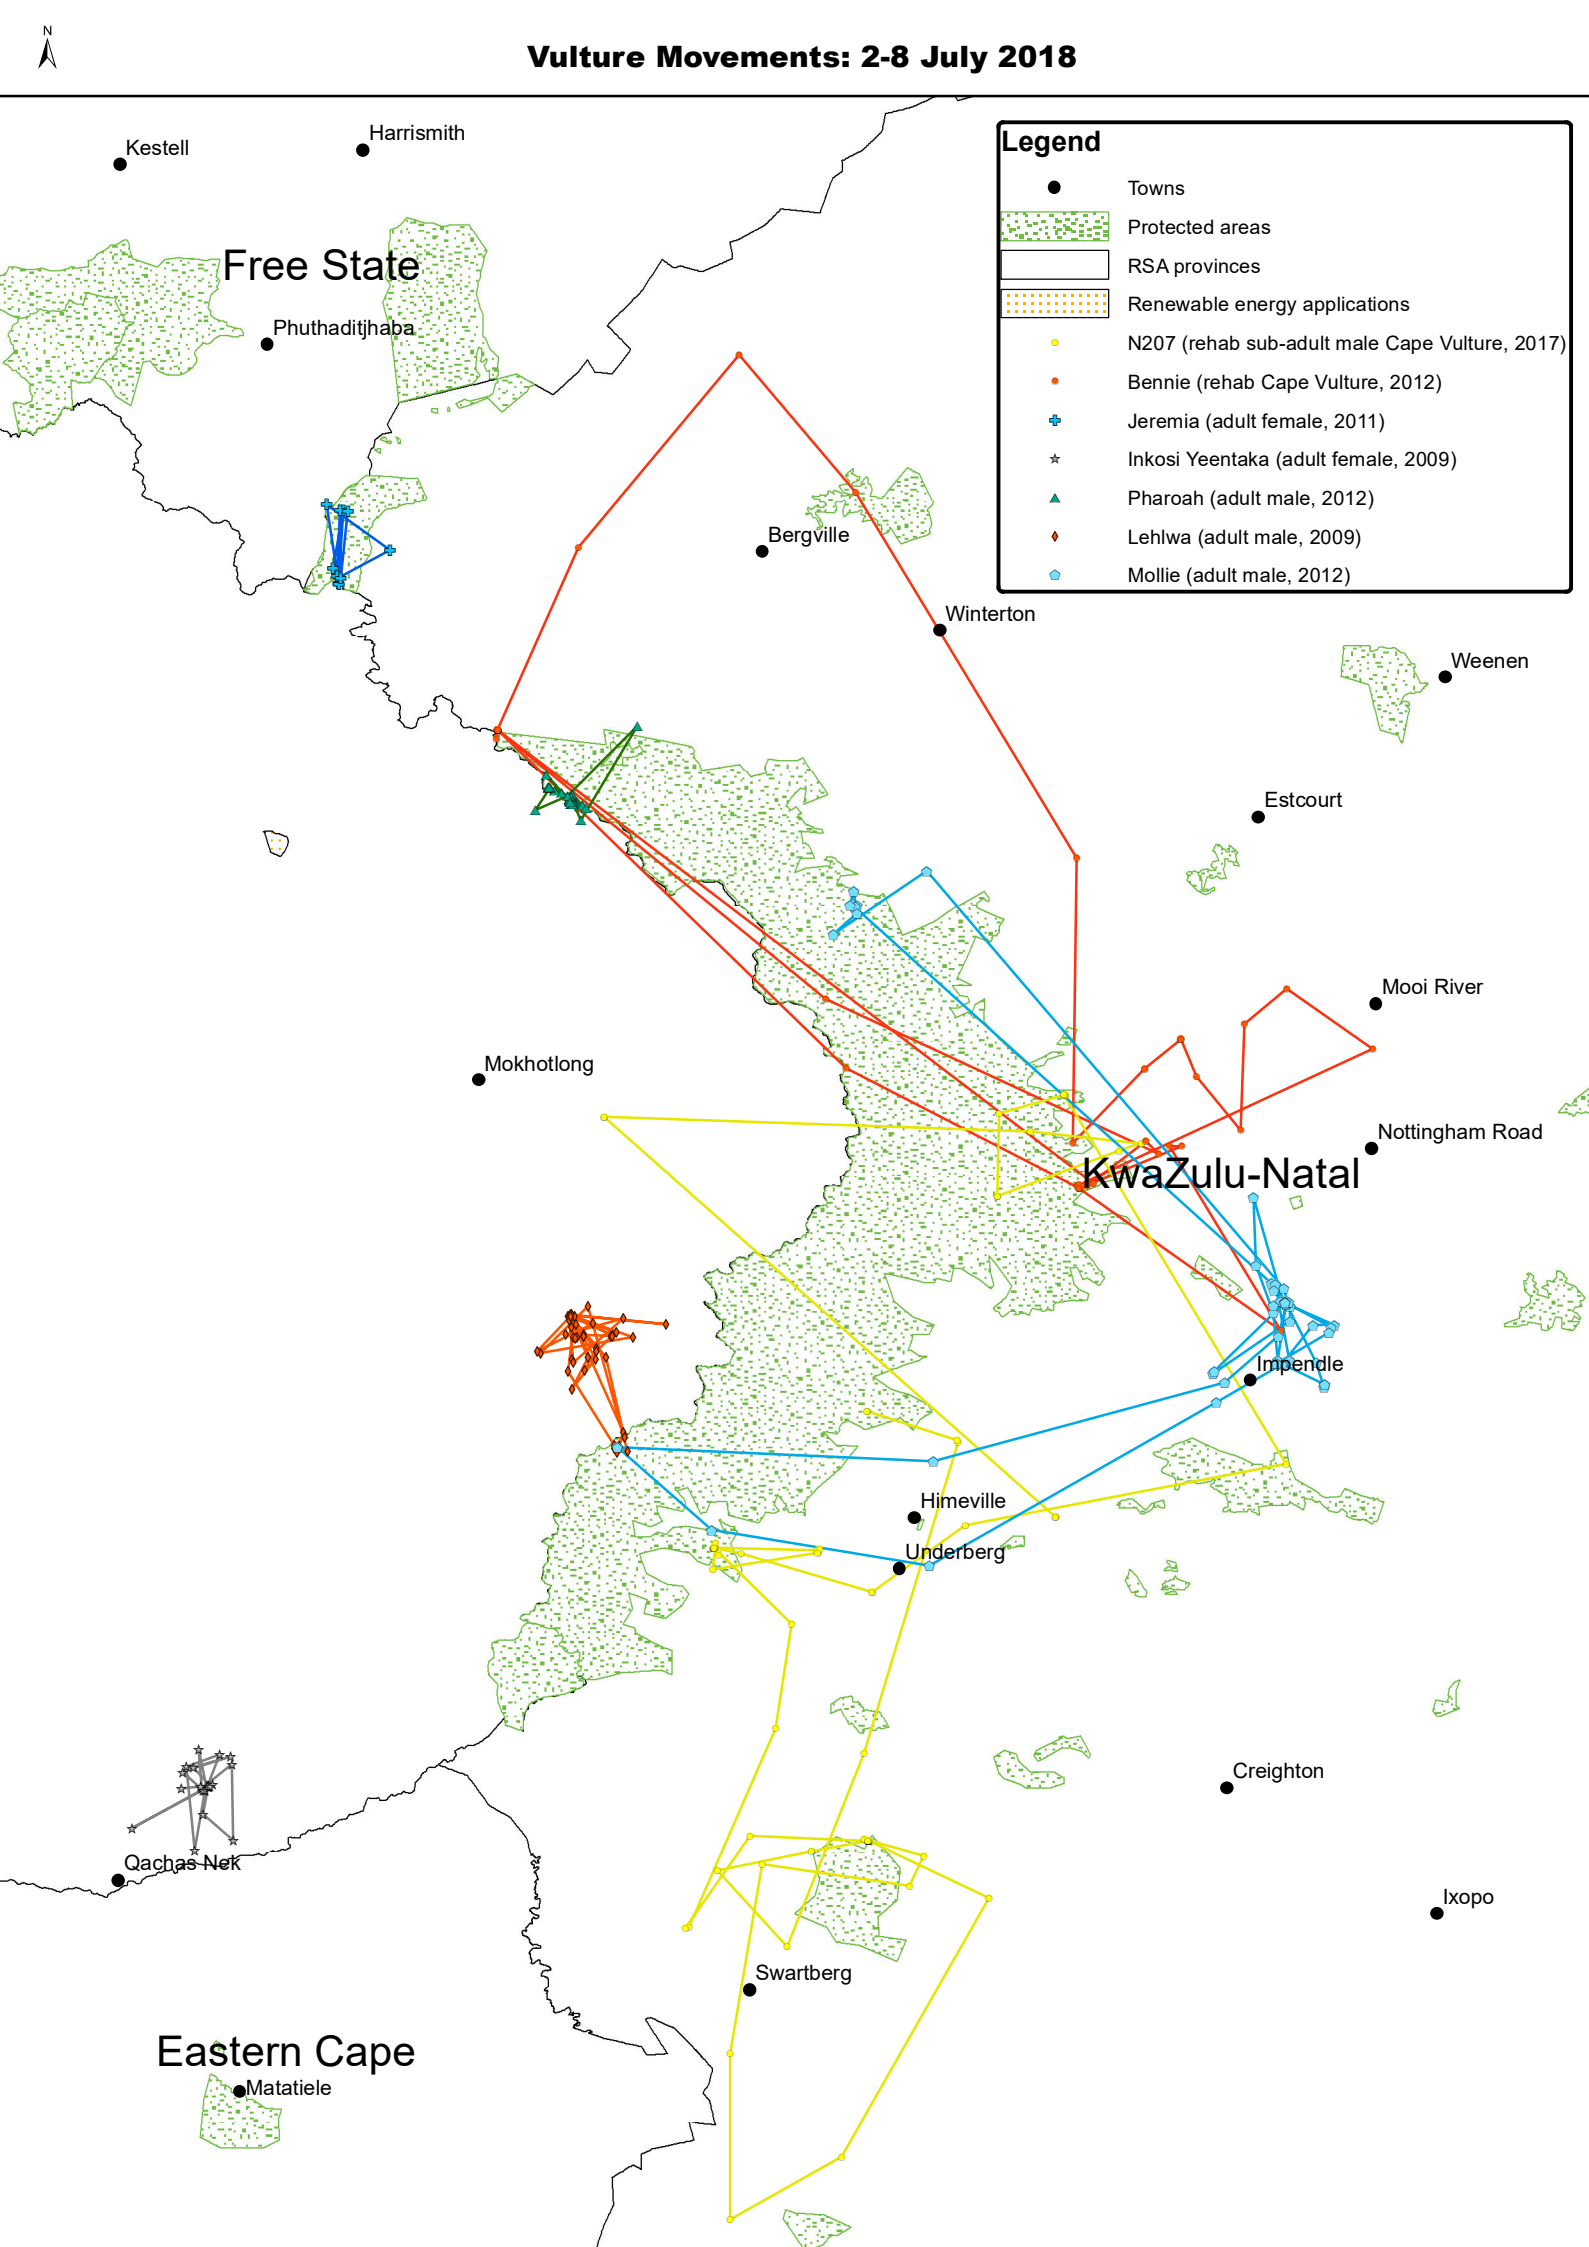 N
Vulture Movements: 2-8 July 2018
Legend
Towns
Protected areas
RSA provinces
Renewable energy applications
N207 (rehab sub-adult male Cape Vulture, 2017)
Bennie (rehab Cape Vulture, 2012)
Jeremia (adult female, 2011)
Inkosi Yeentaka (adult female, 2009)
Pharoah (adult male, 2012)
Lehlwa (adult male, 2009)
Mollie (adult male, 2012)
Kestell
Harrismith
Free State
Phuthaditjhaba
Bergville
Winterton
Weenen
Estcourt
Mooi River
Mokhotlong
Nottingham Road
KwaZulu-Natal
Impendle
Himeville
Underberg
Creighton
Qachas Nek
Ixopo
Swartberg
Eastern Cape
Matatiele